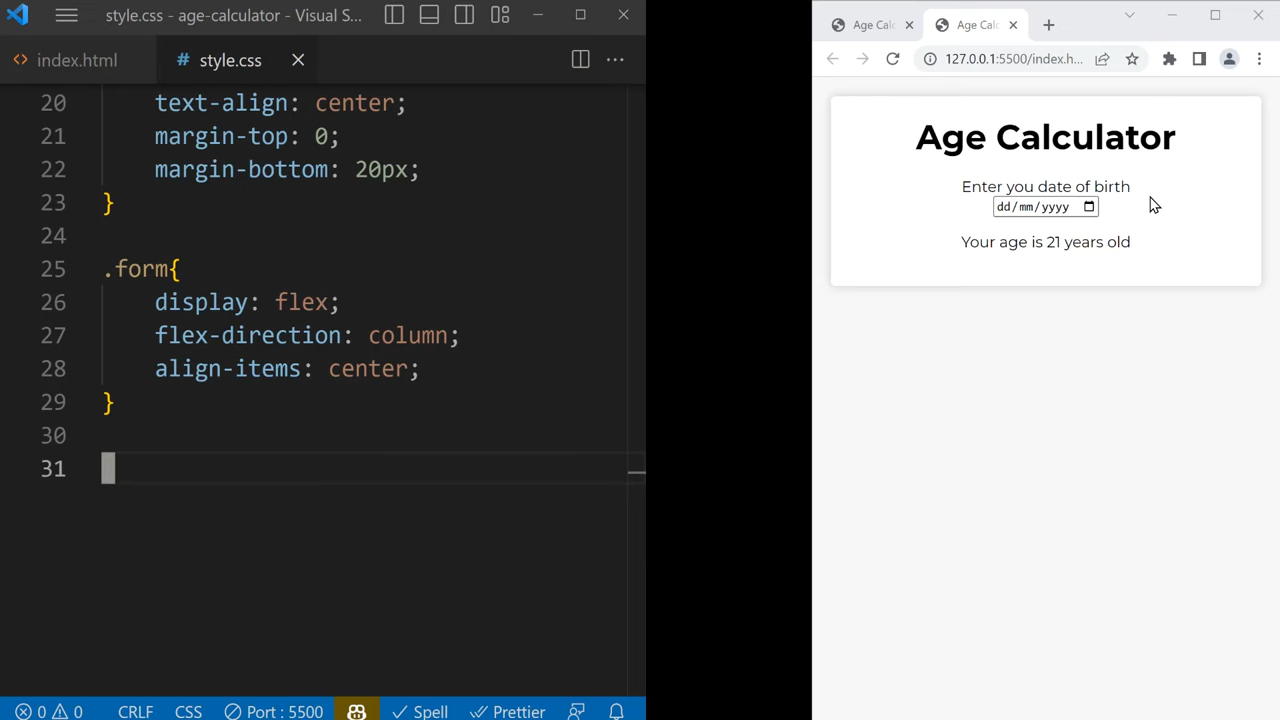 style.css - age-calculator - Visual S...
index.html
# style.css
20 text-align: center;
21 margin-top: 0;
22 margin-bottom: 20px;
23 }
24
25 .form{
26 display: flex;
27 flex-direction: column;
28 align-items: center;
29 }
30
31
0 0 CRLF CSS Port : 5500 Spell Prettier
Age Calc
Age Calc
127.0.0.1:5500/index.h...
Age Calculator
Enter you date of birth
dd/mm/yyyy
Your age is 21 years old